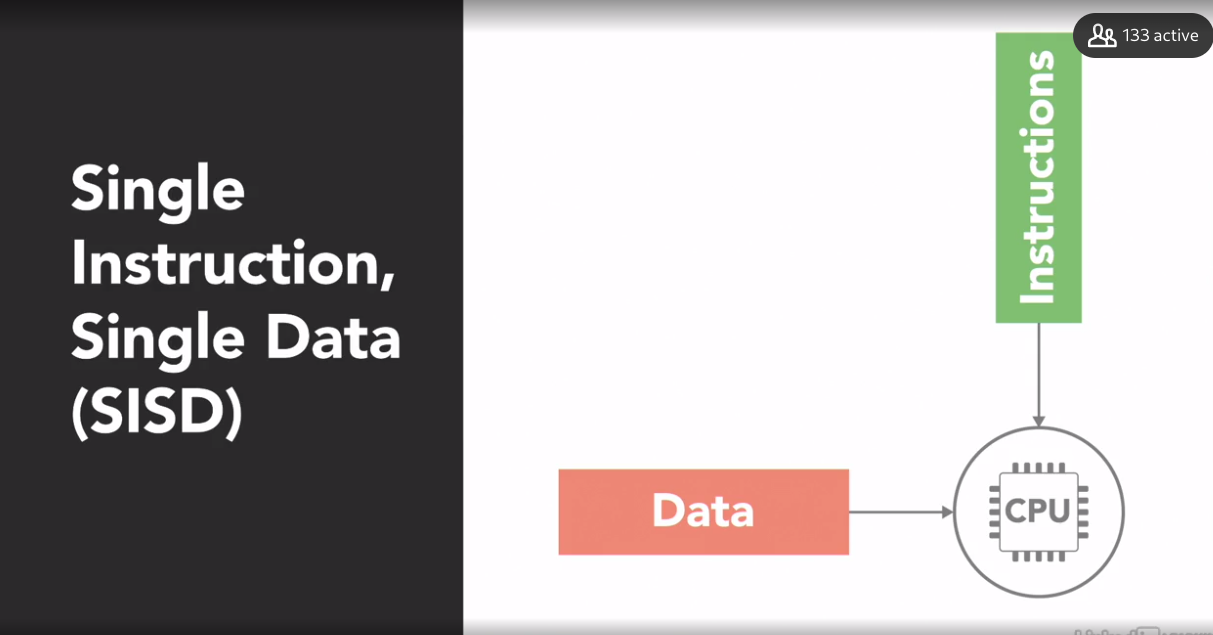 Single
Instruction,
Single Data
(SISD)
133 active
Instructions
Data
CPU